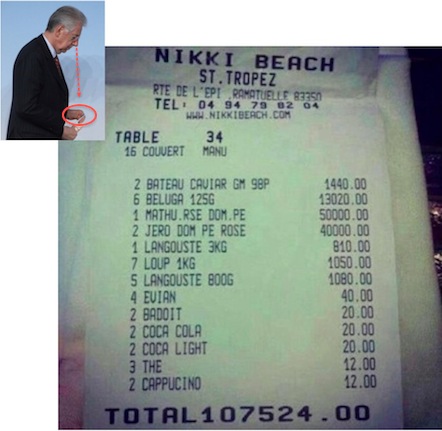 NIKKI BEACH
ST.TROPEZ
RTE DE L'EPI , RAMATUELLE 83350
TEL: 04 94 79 82 04
WWW.NIKKIBEACH.COM
TABLE 34
16 COUVERT MANU
2 BATEAU CAVIAR GM 98P 1440.00
6 BELUGA 125G 13020.00
1 MATHU.RSE DOM.PE 50000.00
2 JERO DOM PE ROSE 40000.00
1 LANGOUSTE 3KG 810.00
7 LOUP 1KG 1050.00
5 LANGOUSTE 800G 1080.00
4 EVIAN 40.00
2 BADOIT 20.00
2 COCA COLA 20.00
2 COCA LIGHT 20.00
3 THE 12.00
2 CAPPUCINO 12.00
TOTAL107524.00